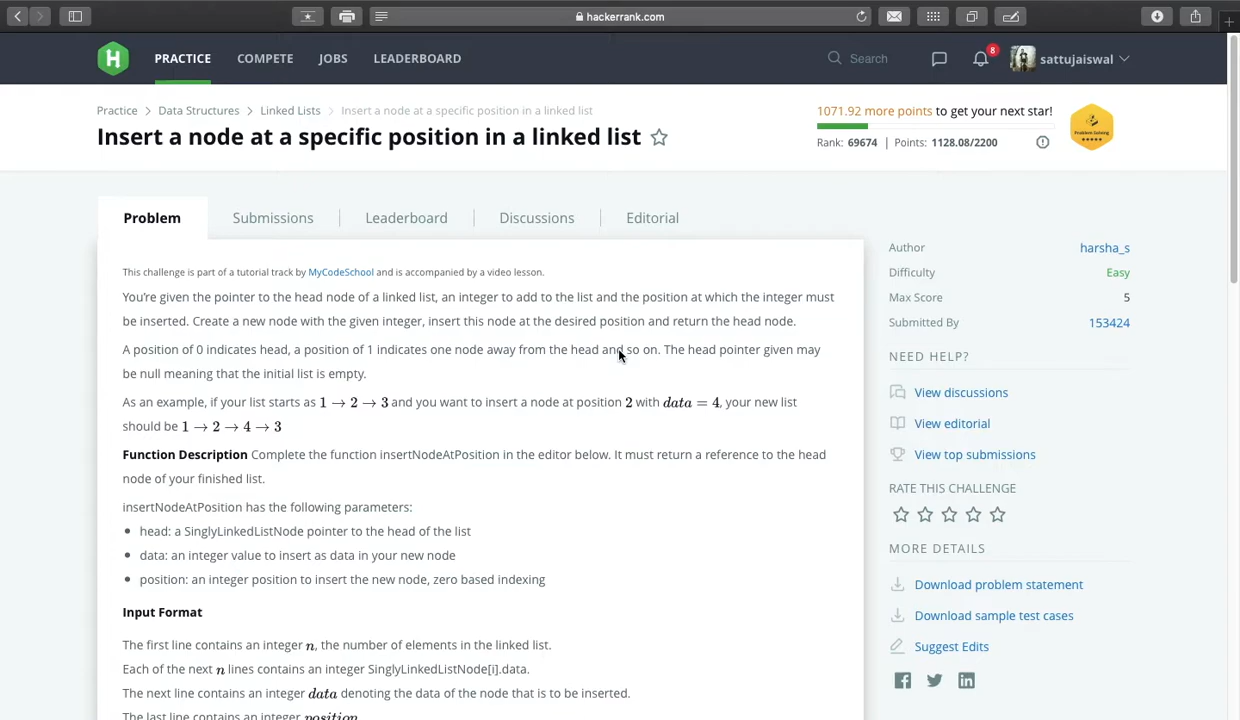 hackerrank.com
H PRACTICE COMPETE JOBS LEADERBOARD Search 8 sattujaiswal
Practice > Data Structures > Linked Lists > Insert a node at a specific position in a linked list
Insert a node at a specific position in a linked list
1071.92 more points to get your next star!
Rank: 69674 | Points: 1128.08/2200
Problem Solving
Problem Submissions Leaderboard Discussions Editorial
This challenge is part of a tutorial track by MyCodeSchool and is accompanied by a video lesson.
You're given the pointer to the head node of a linked list, an integer to add to the list and the position at which the integer must
be inserted. Create a new node with the given integer, insert this node at the desired position and return the head node.
A position of 0 indicates head, a position of 1 indicates one node away from the head and so on. The head pointer given may
be null meaning that the initial list is empty.
As an example, if your list starts as 1 → 2 → 3 and you want to insert a node at position 2 with data = 4, your new list
should be 1 → 2 → 4 → 3
Function Description Complete the function insertNodeAtPosition in the editor below. It must return a reference to the head
node of your finished list.
insertNodeAtPosition has the following parameters:
• head: a SinglyLinkedListNode pointer to the head of the list
• data: an integer value to insert as data in your new node
• position: an integer position to insert the new node, zero based indexing
Input Format
The first line contains an integer n, the number of elements in the linked list.
Each of the next n lines contains an integer SinglyLinkedListNode[i].data.
The next line contains an integer data denoting the data of the node that is to be inserted.
The last line contains an integer position.
Author harsha_s
Difficulty Easy
Max Score 5
Submitted By 153424
NEED HELP?
View discussions
View editorial
View top submissions
RATE THIS CHALLENGE
MORE DETAILS
Download problem statement
Download sample test cases
Suggest Edits